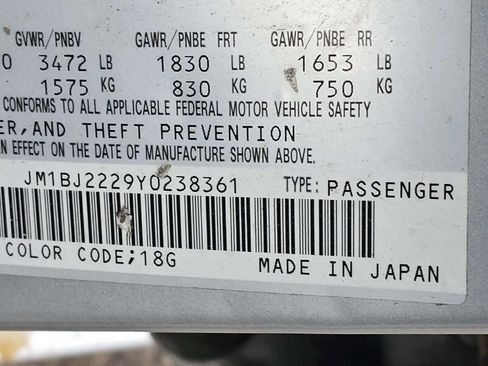 GVWR/PNBV GAWR/PNBE FRT GAWR/PNBE RR
0 3472 LB 1830 LB 1653 LB
1575 KG 830 KG 750 KG
CONFORMS TO ALL APPLICABLE FEDERAL MOTOR VEHICLE SAFETY
ER,AND THEFT PREVENTION
IN EFFECT ON THE DATE OF MANUFACTURE SHOWN ABOVE.
JM1BJ2229Y0238361 TYPE: PASSENGER
COLOR CODE;18G MADE IN JAPAN